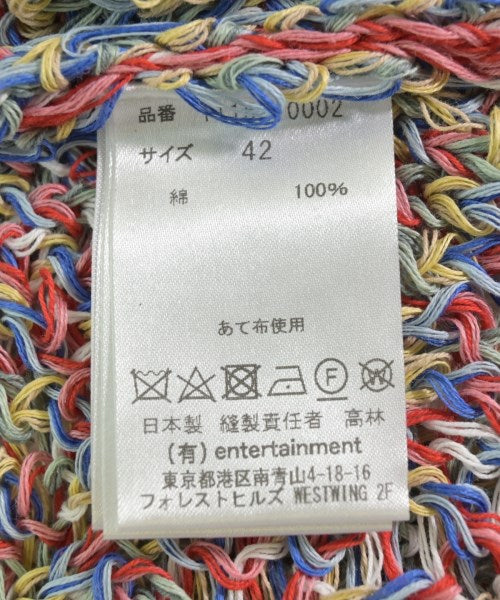 品番 0002
サイズ 42
綿 100%
あて布使用
F W
日本製 縫製責任者 高林
(有) entertainment
東京都港区南青山4-18-16
フォレストヒルズ WESTWING 2F